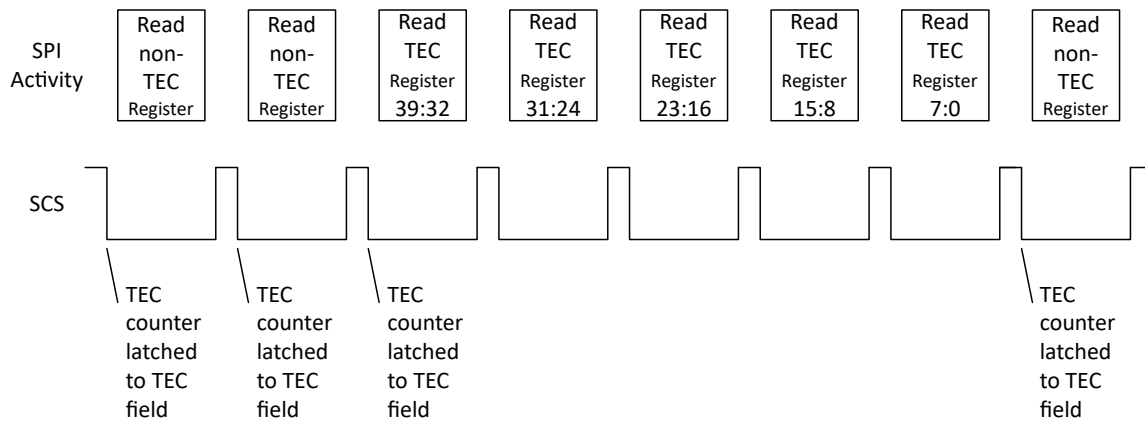 SPI
Activity
Read
non-
TEC
Register
Read
non-
TEC
Register
Read
TEC
Register
39:32
Read
TEC
Register
31:24
Read
TEC
Register
23:16
Read
TEC
Register
15:8
Read
TEC
Register
7:0
Read
non-
TEC
Register
SCS
TEC
counter
latched
to TEC
field
TEC
counter
latched
to TEC
field
TEC
counter
latched
to TEC
field
TEC
counter
latched
to TEC
field